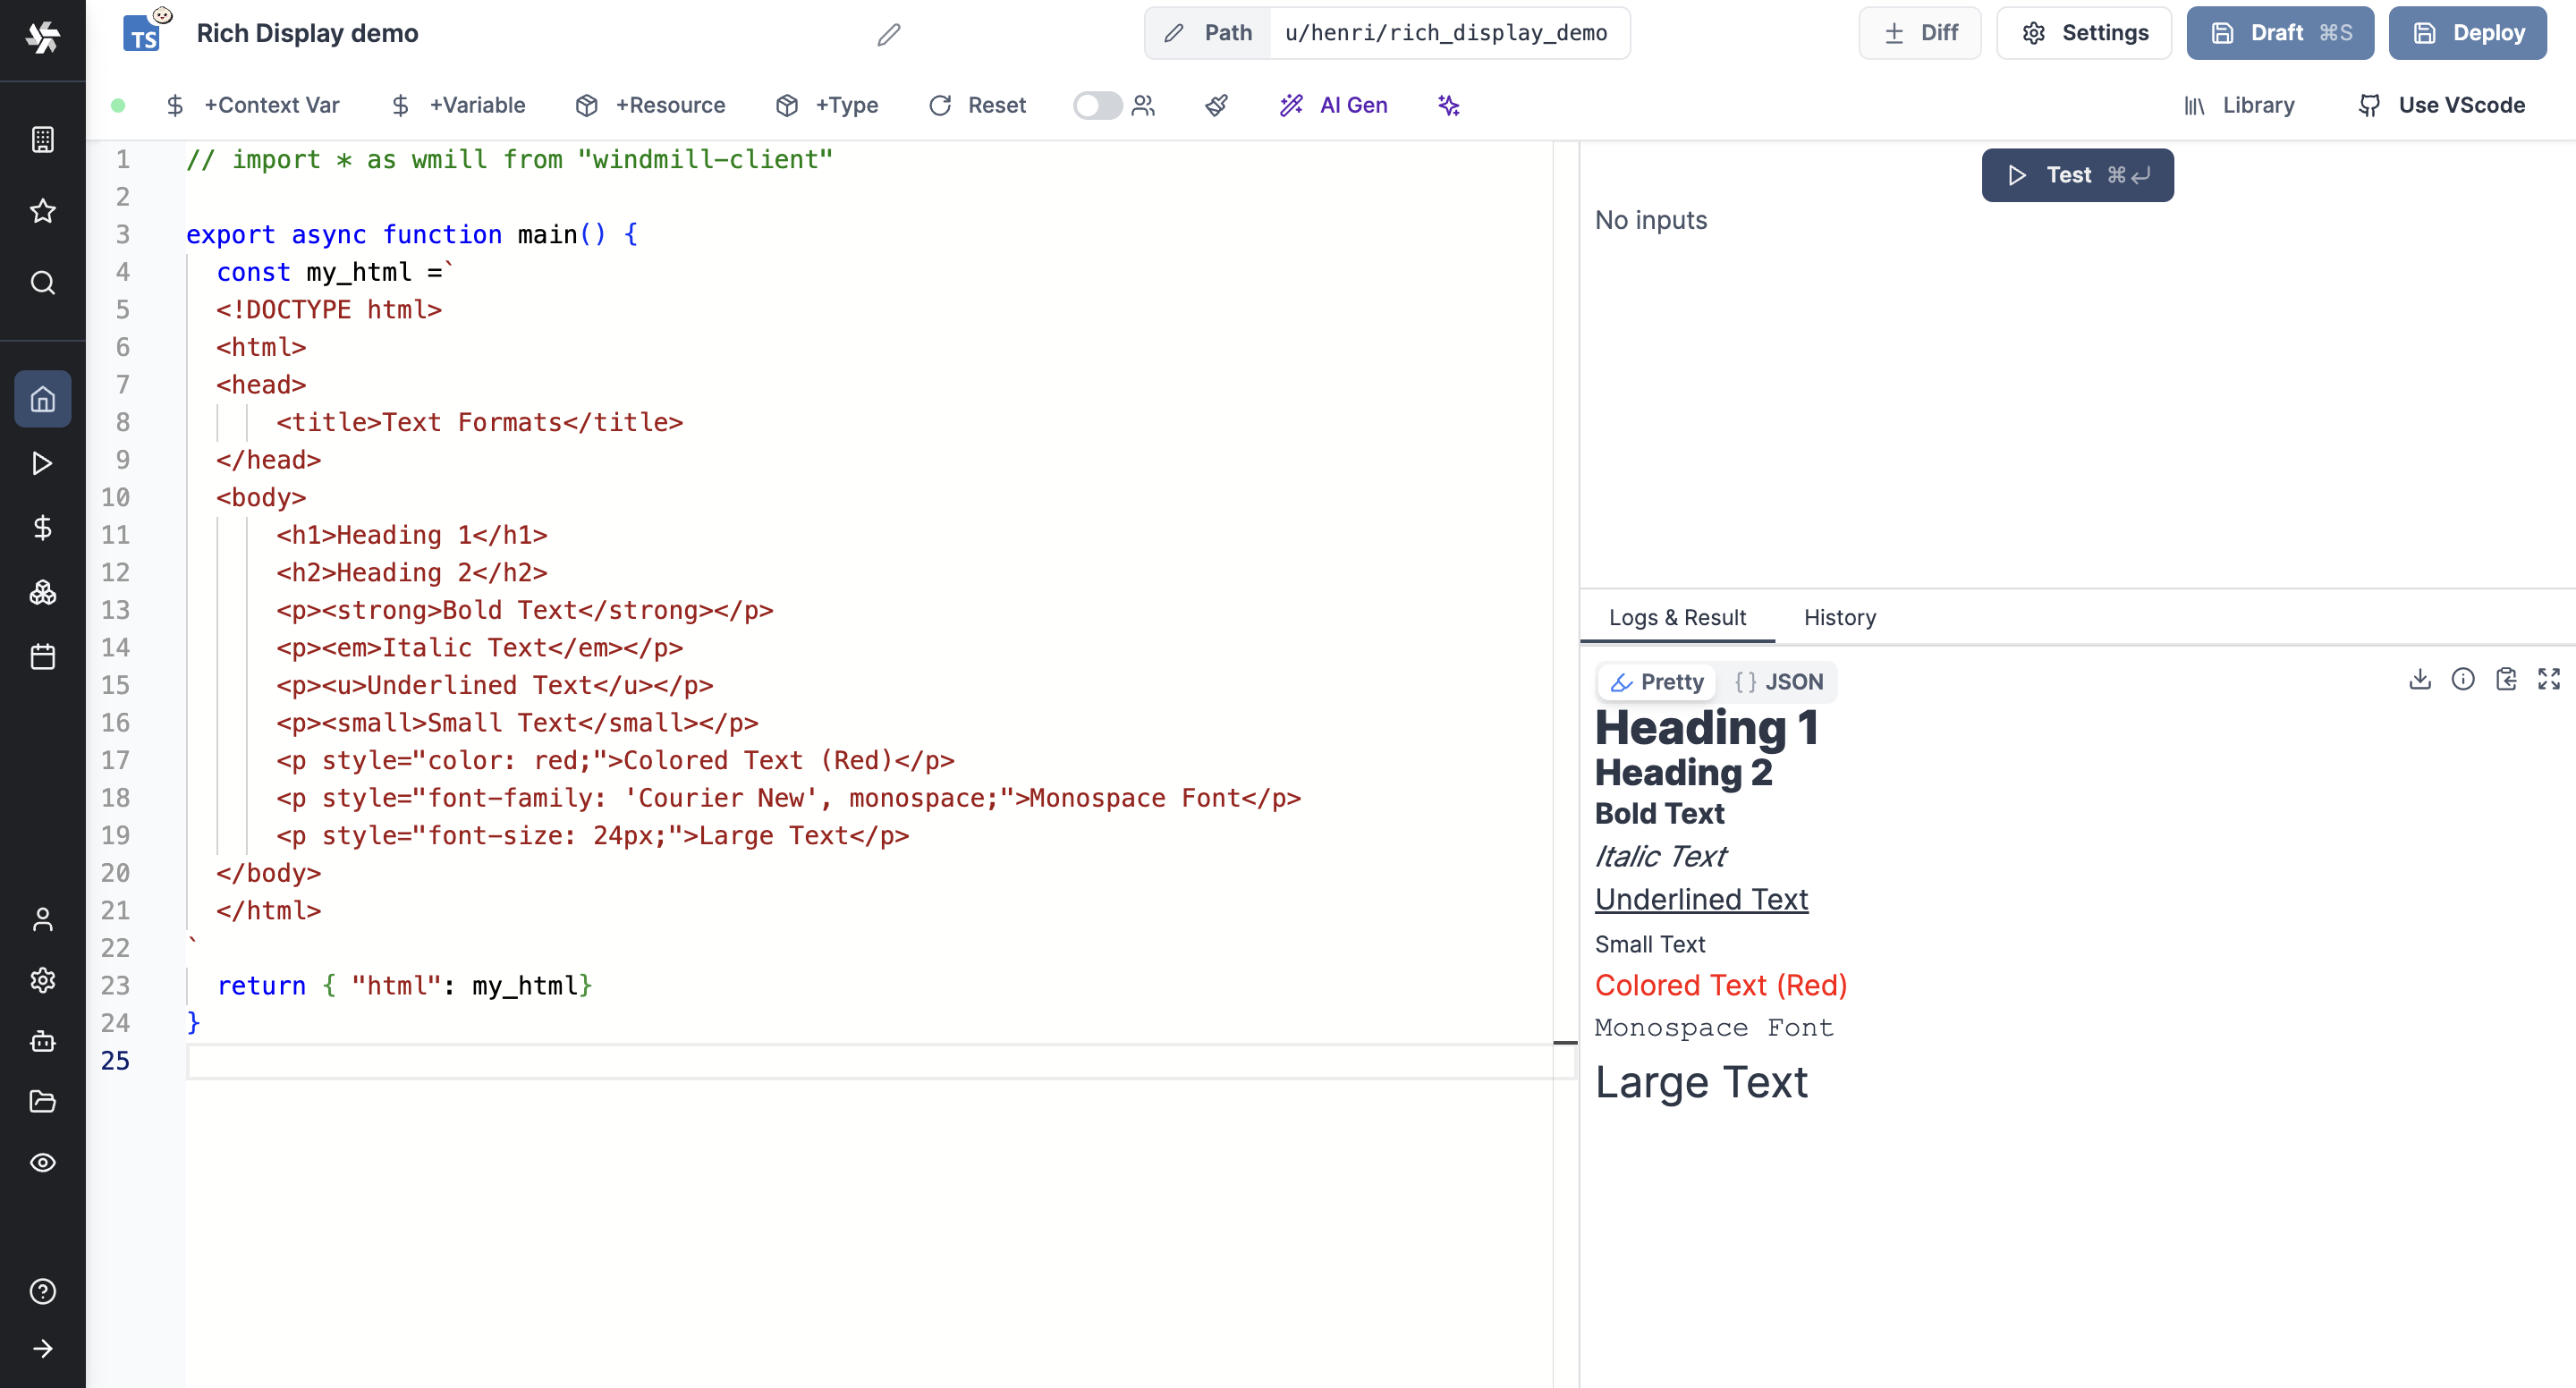 TS Rich Display demo
Path u/henri/rich_display_demo
± Diff Settings Draft ⌘S Deploy
$ +Context Var $ +Variable +Resource +Type Reset AI Gen Library Use VScode
1 // import * as wmill from "windmill-client"
2
3 export async function main() {
4 const my_html =`
5 <!DOCTYPE html>
6 <html>
7 <head>
8 <title>Text Formats</title>
9 </head>
10 <body>
11 <h1>Heading 1</h1>
12 <h2>Heading 2</h2>
13 <p><strong>Bold Text</strong></p>
14 <p><em>Italic Text</em></p>
15 <p><u>Underlined Text</u></p>
16 <p><small>Small Text</small></p>
17 <p style="color: red;">Colored Text (Red)</p>
18 <p style="font-family: 'Courier New', monospace;">Monospace Font</p>
19 <p style="font-size: 24px;">Large Text</p>
20 </body>
21 </html>
22 `
23 return { "html": my_html}
24 }
25
Test ⌘↵
No inputs
Logs & Result History
Pretty {} JSON
Heading 1
Heading 2
Bold Text
Italic Text
Underlined Text
Small Text
Colored Text (Red)
Monospace Font
Large Text